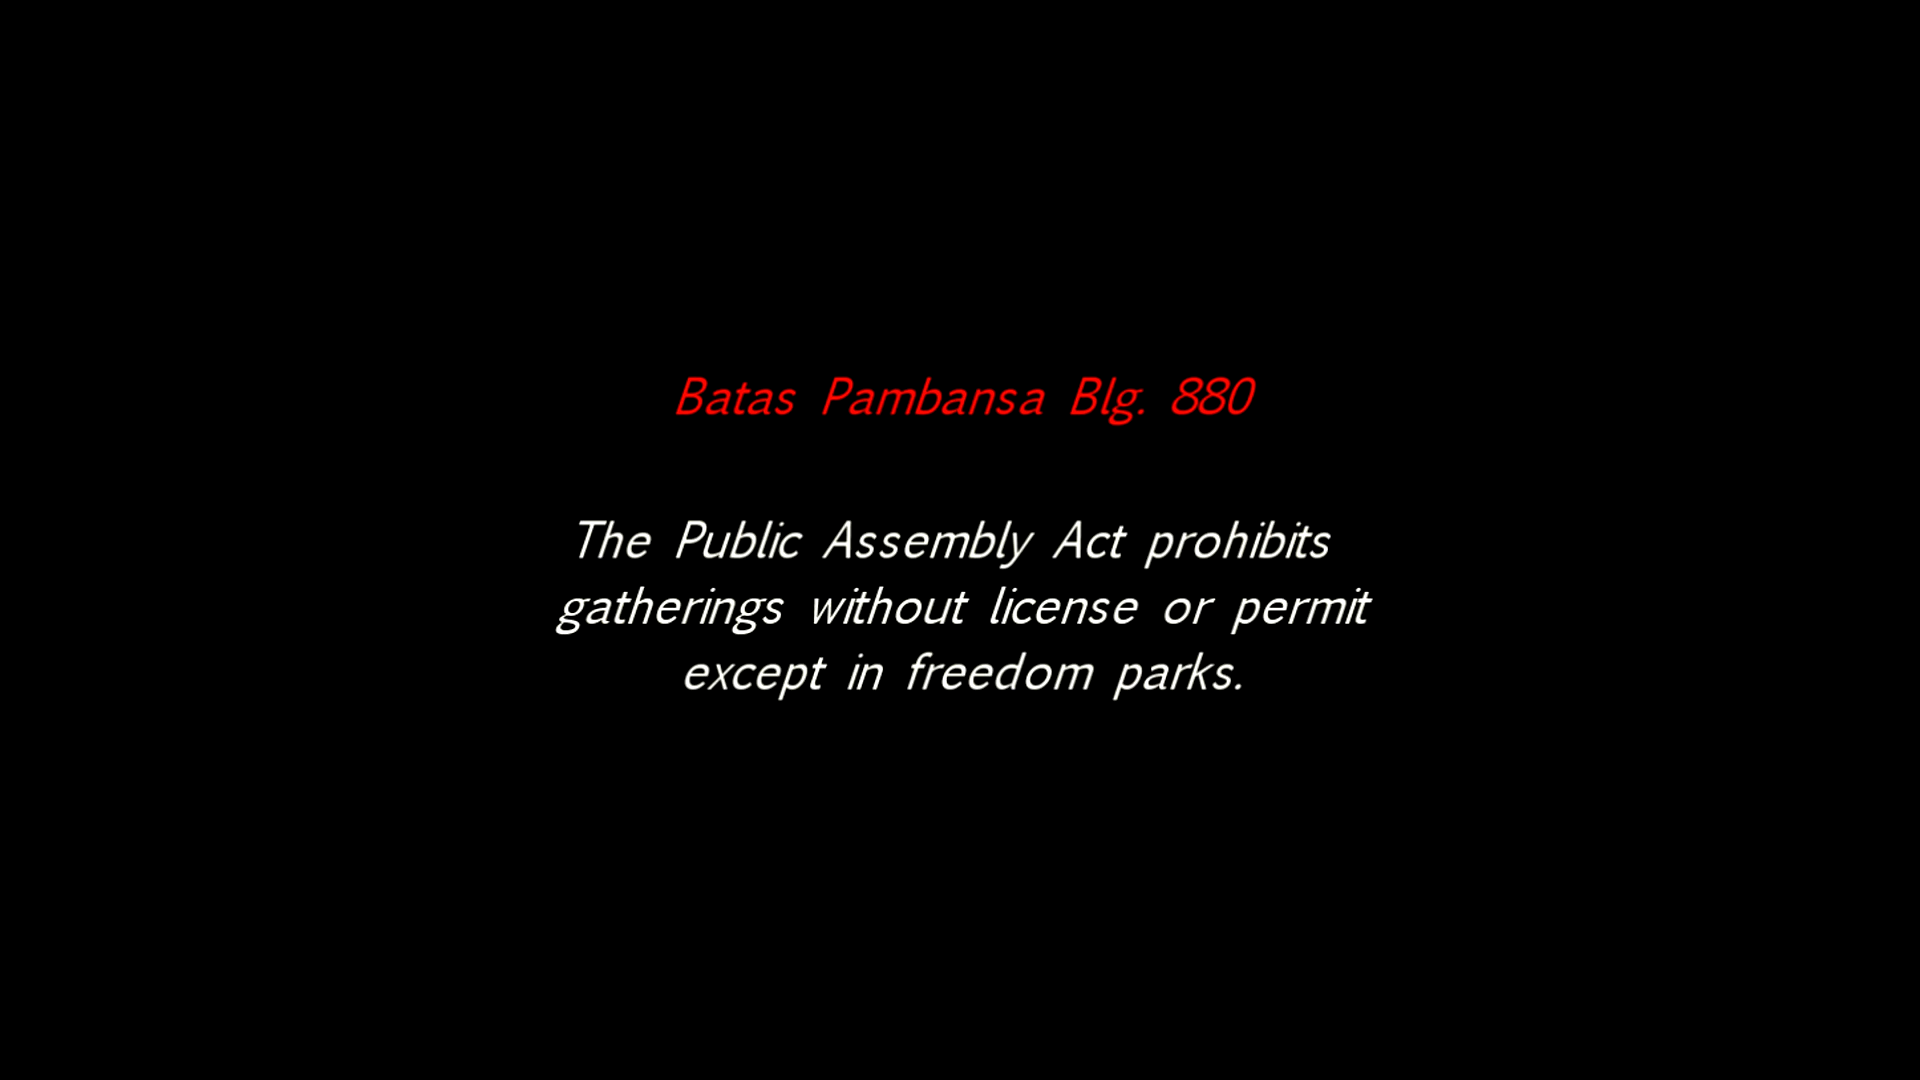 Batas Pambansa Blg. 880
The Public Assembly Act prohibits
gatherings without license or permit
except in freedom parks.